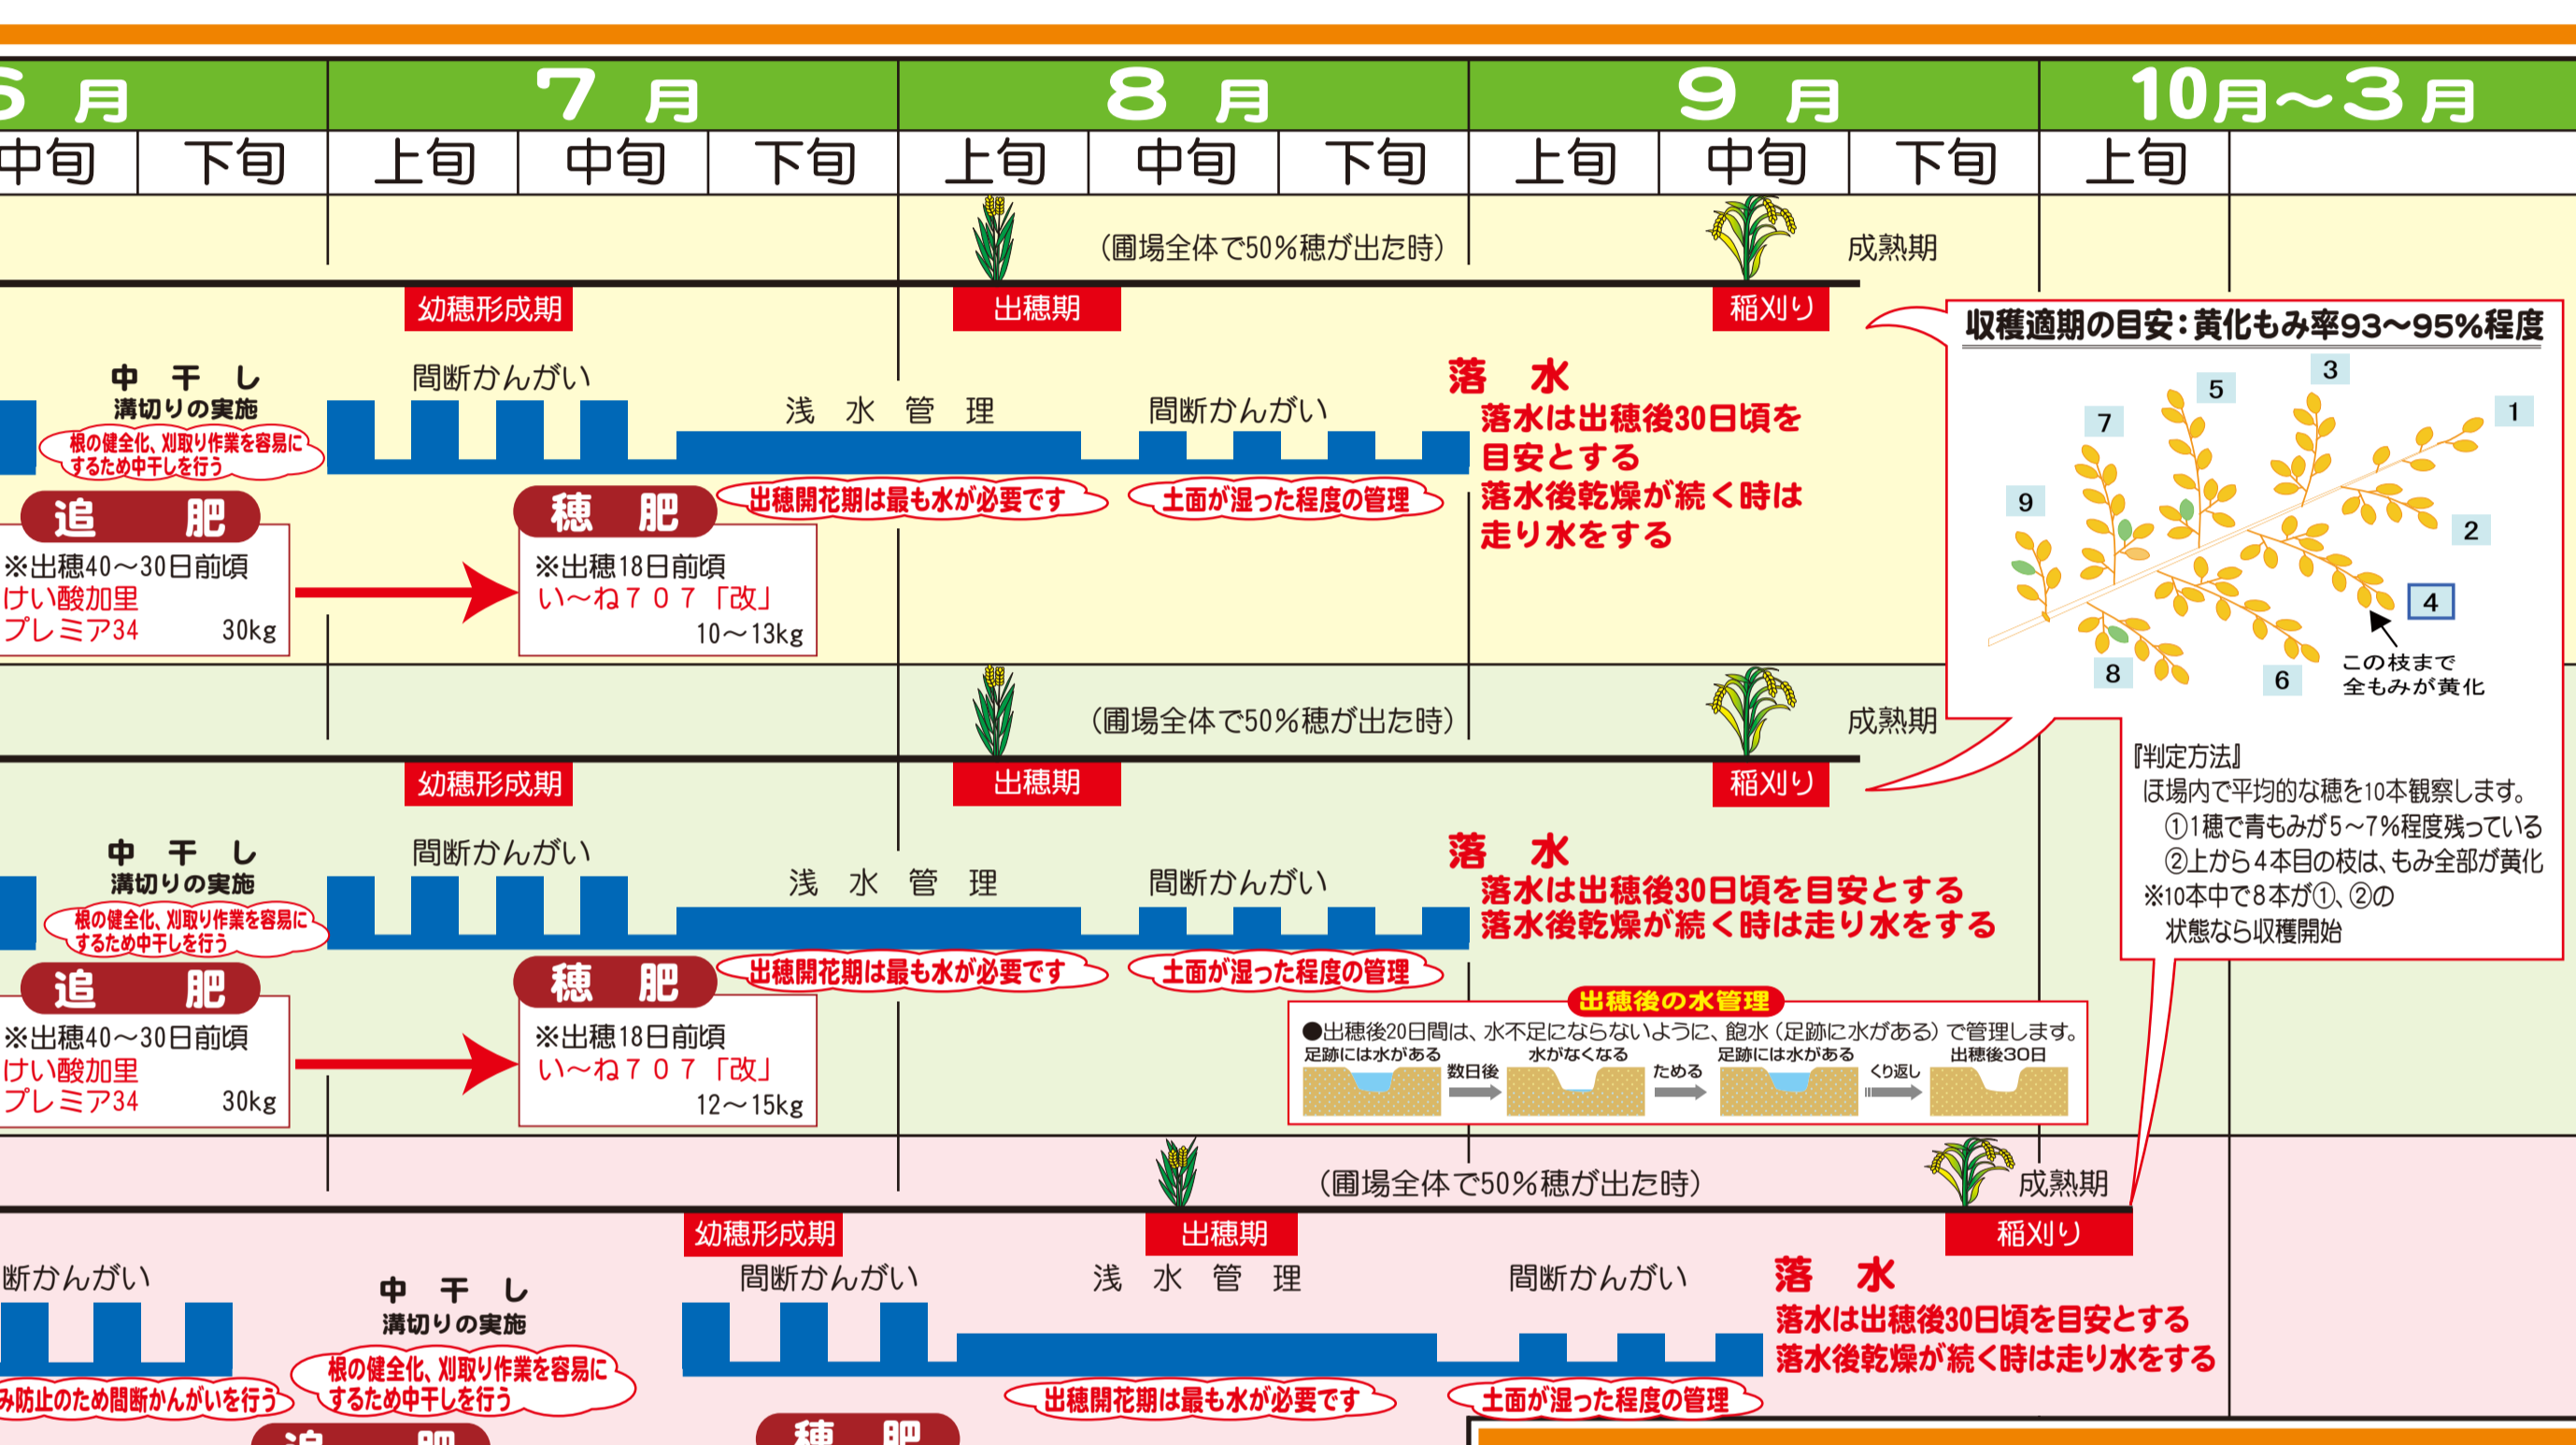 6 月
7 月
8 月
9 月
10月～3月
中旬 下旬 上旬 中旬 下旬 上旬 中旬 下旬 上旬 中旬 下旬 上旬
(圃場全体で50%穂が出た時)
成熟期
幼穂形成期
出穂期
稲刈り
中干し
溝切りの実施
根の健全化、刈取り作業を容易に
するため中干しを行う
間断かんがい
浅水管理
間断かんがい
出穂開花期は最も水が必要です
土面が湿った程度の管理
落水
落水は出穂後30日頃を
目安とする
落水後乾燥が続く時は
走り水をする
追肥
※出穂40～30日前頃
けい酸加里
プレミア34 30kg
穂肥
※出穂18日前頃
い～ね７０７「改」
10～13kg
収穫適期の目安：黄化もみ率93～95%程度
1
2
3
4
5
6
7
8
9
この枝まで
全もみが黄化
『判定方法』
ほ場内で平均的な穂を10本観察します。
①1穂で青もみが5～7%程度残っている
②上から4本目の枝は、もみ全部が黄化
※10本中で8本が①、②の
状態なら収穫開始
(圃場全体で50%穂が出た時)
成熟期
幼穂形成期
出穂期
稲刈り
中干し
溝切りの実施
根の健全化、刈取り作業を容易に
するため中干しを行う
間断かんがい
浅水管理
間断かんがい
出穂開花期は最も水が必要です
土面が湿った程度の管理
落水
落水は出穂後30日頃を目安とする
落水後乾燥が続く時は走り水をする
追肥
※出穂40～30日前頃
けい酸加里
プレミア34 30kg
穂肥
※出穂18日前頃
い～ね７０７「改」
12～15kg
出穂後の水管理
●出穂後20日間は、水不足にならないように、飽水（足跡に水がある）で管理します。
足跡には水がある
数日後
水がなくなる
ためる
足跡には水がある
くり返し
出穂後30日
(圃場全体で50%穂が出た時)
成熟期
幼穂形成期
出穂期
稲刈り
断かんがい
み防止のため間断かんがいを行う
中干し
溝切りの実施
根の健全化、刈取り作業を容易に
するため中干しを行う
間断かんがい
浅水管理
間断かんがい
出穂開花期は最も水が必要です
土面が湿った程度の管理
落水
落水は出穂後30日頃を目安とする
落水後乾燥が続く時は走り水をする
追肥
穂肥